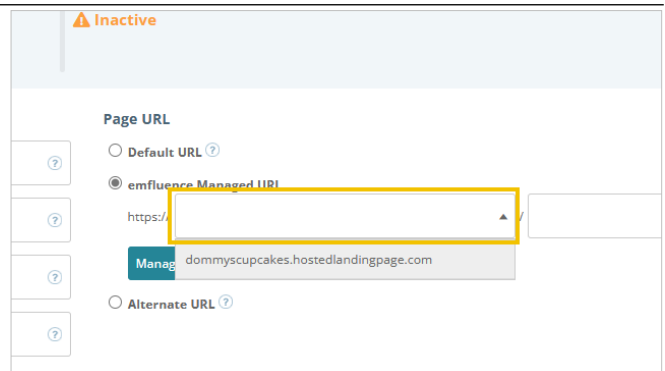 Inactive
Page URL
Default URL ?
?
emfluence Managed URL
?
https:// /
Manag
dommyscupcakes.hostedlandingpage.com
?
Alternate URL ?
?